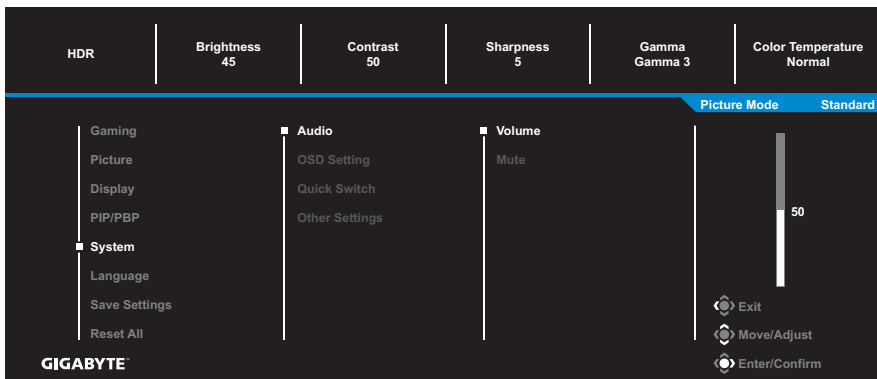 HDR
Brightness
45
Contrast
50
Sharpness
5
Gamma
Gamma 3
Color Temperature
Normal
Picture Mode Standard
Gaming
Picture
Display
PIP/PBP
System
Language
Save Settings
Reset All
Audio
OSD Setting
Quick Switch
Other Settings
Volume
Mute
50
Exit
Move/Adjust
Enter/Confirm
GIGABYTE™